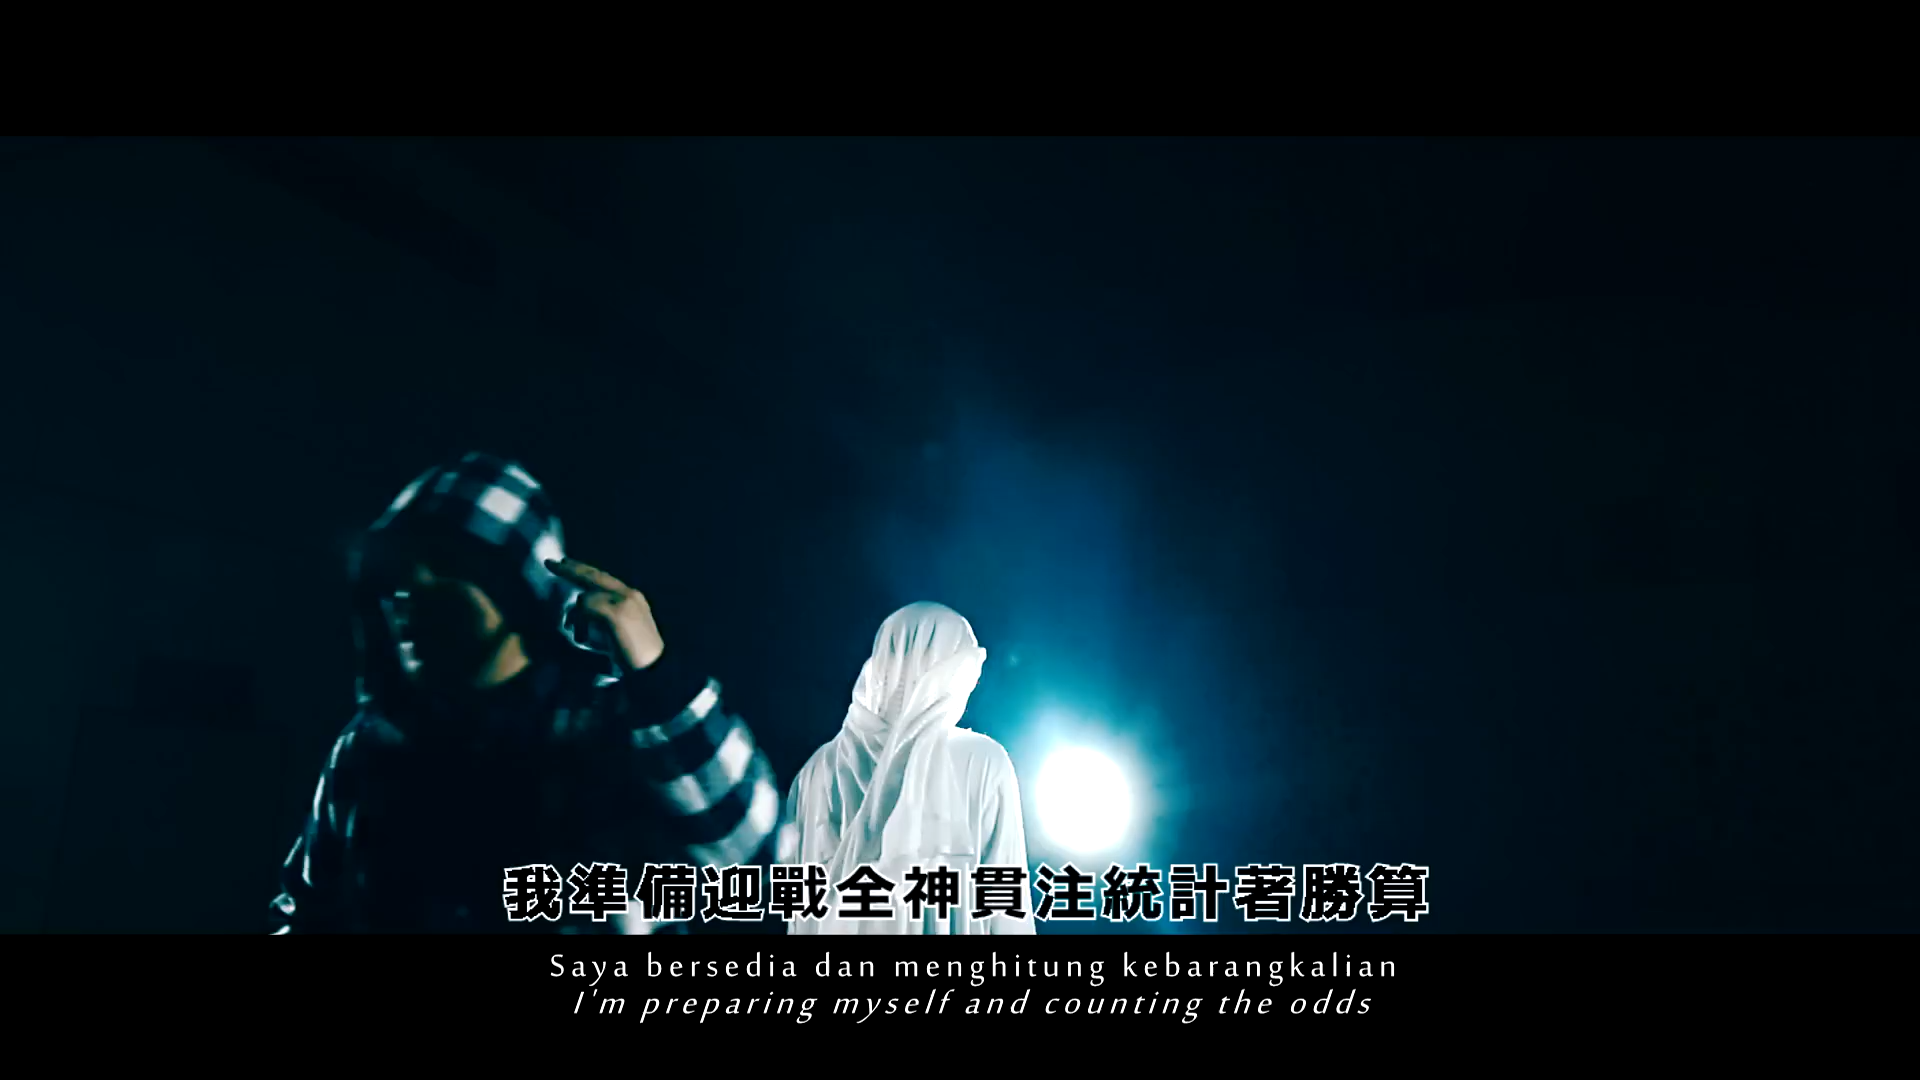 我準備迎戰全神貫注統計著勝算
Saya bersedia dan menghitung kebarangkalian
I'm preparing myself and counting the odds